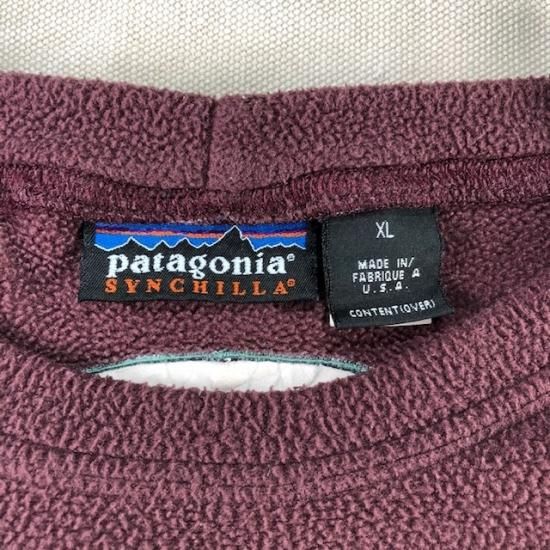 patagonia®
SYNCHILLA®
XL
MADE IN/
FABRIQUE A
U.S.A.
CONTENT(OVER)